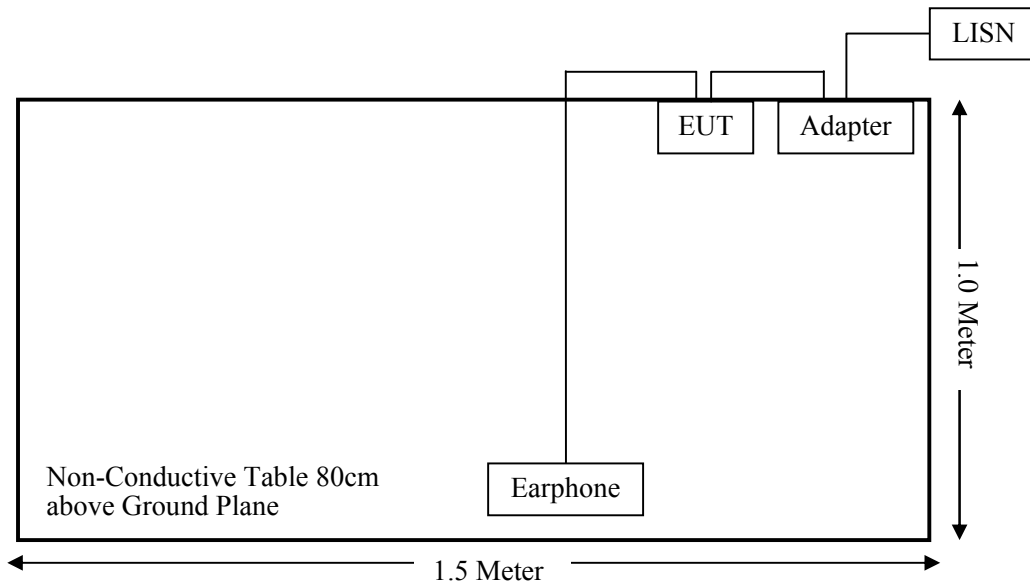 LISN
EUT
Adapter
1.0 Meter
Non-Conductive Table 80cm
above Ground Plane
Earphone
1.5 Meter